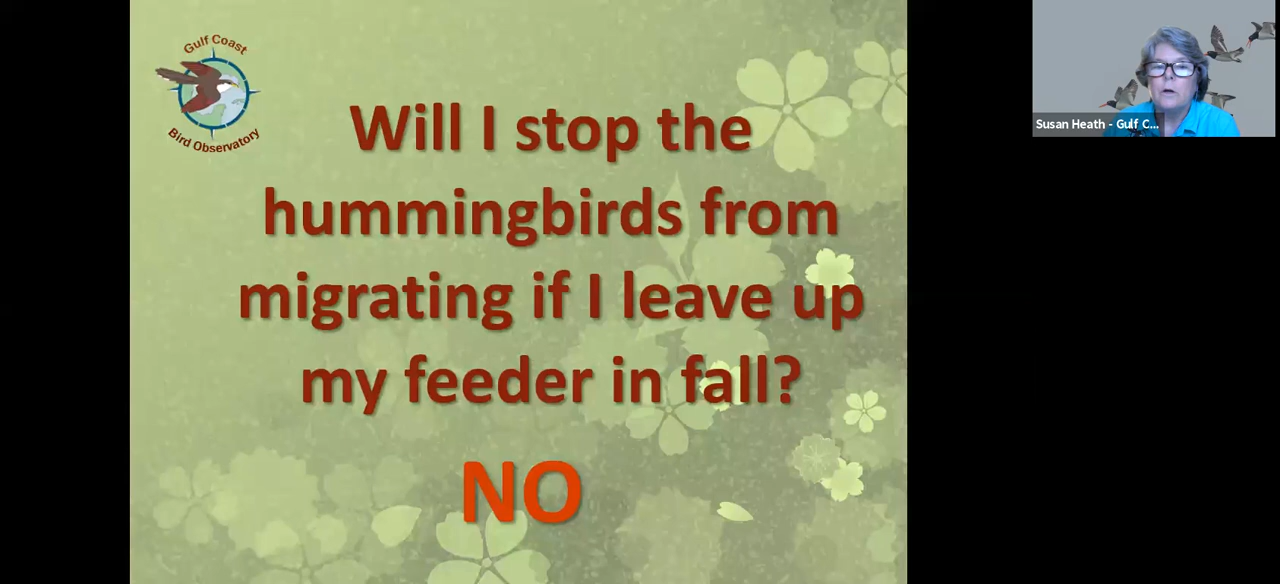 Gulf Coast
Bird Observatory
Will I stop the
hummingbirds from
migrating if I leave up
my feeder in fall?
NO
Susan Heath - Gulf C...